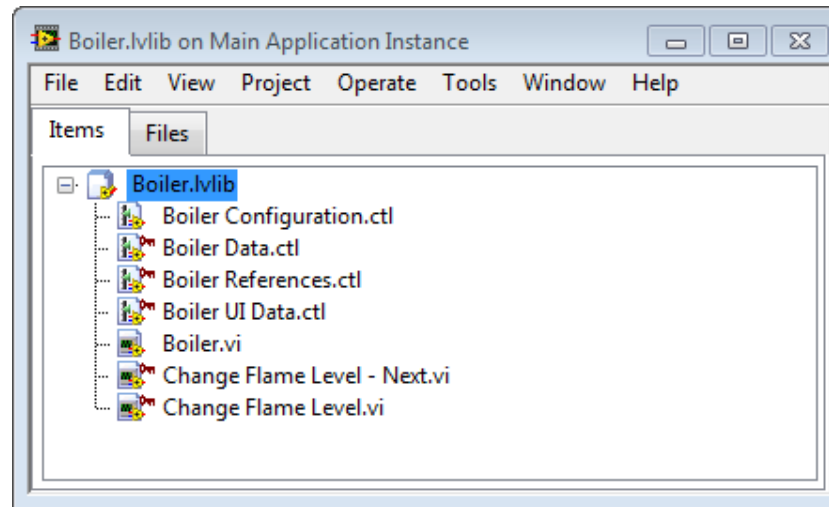 Boiler.lvlib on Main Application Instance
File Edit View Project Operate Tools Window Help
Items Files
Boiler.lvlib
Boiler Configuration.ctl
Boiler Data.ctl
Boiler References.ctl
Boiler UI Data.ctl
Boiler.vi
Change Flame Level - Next.vi
Change Flame Level.vi